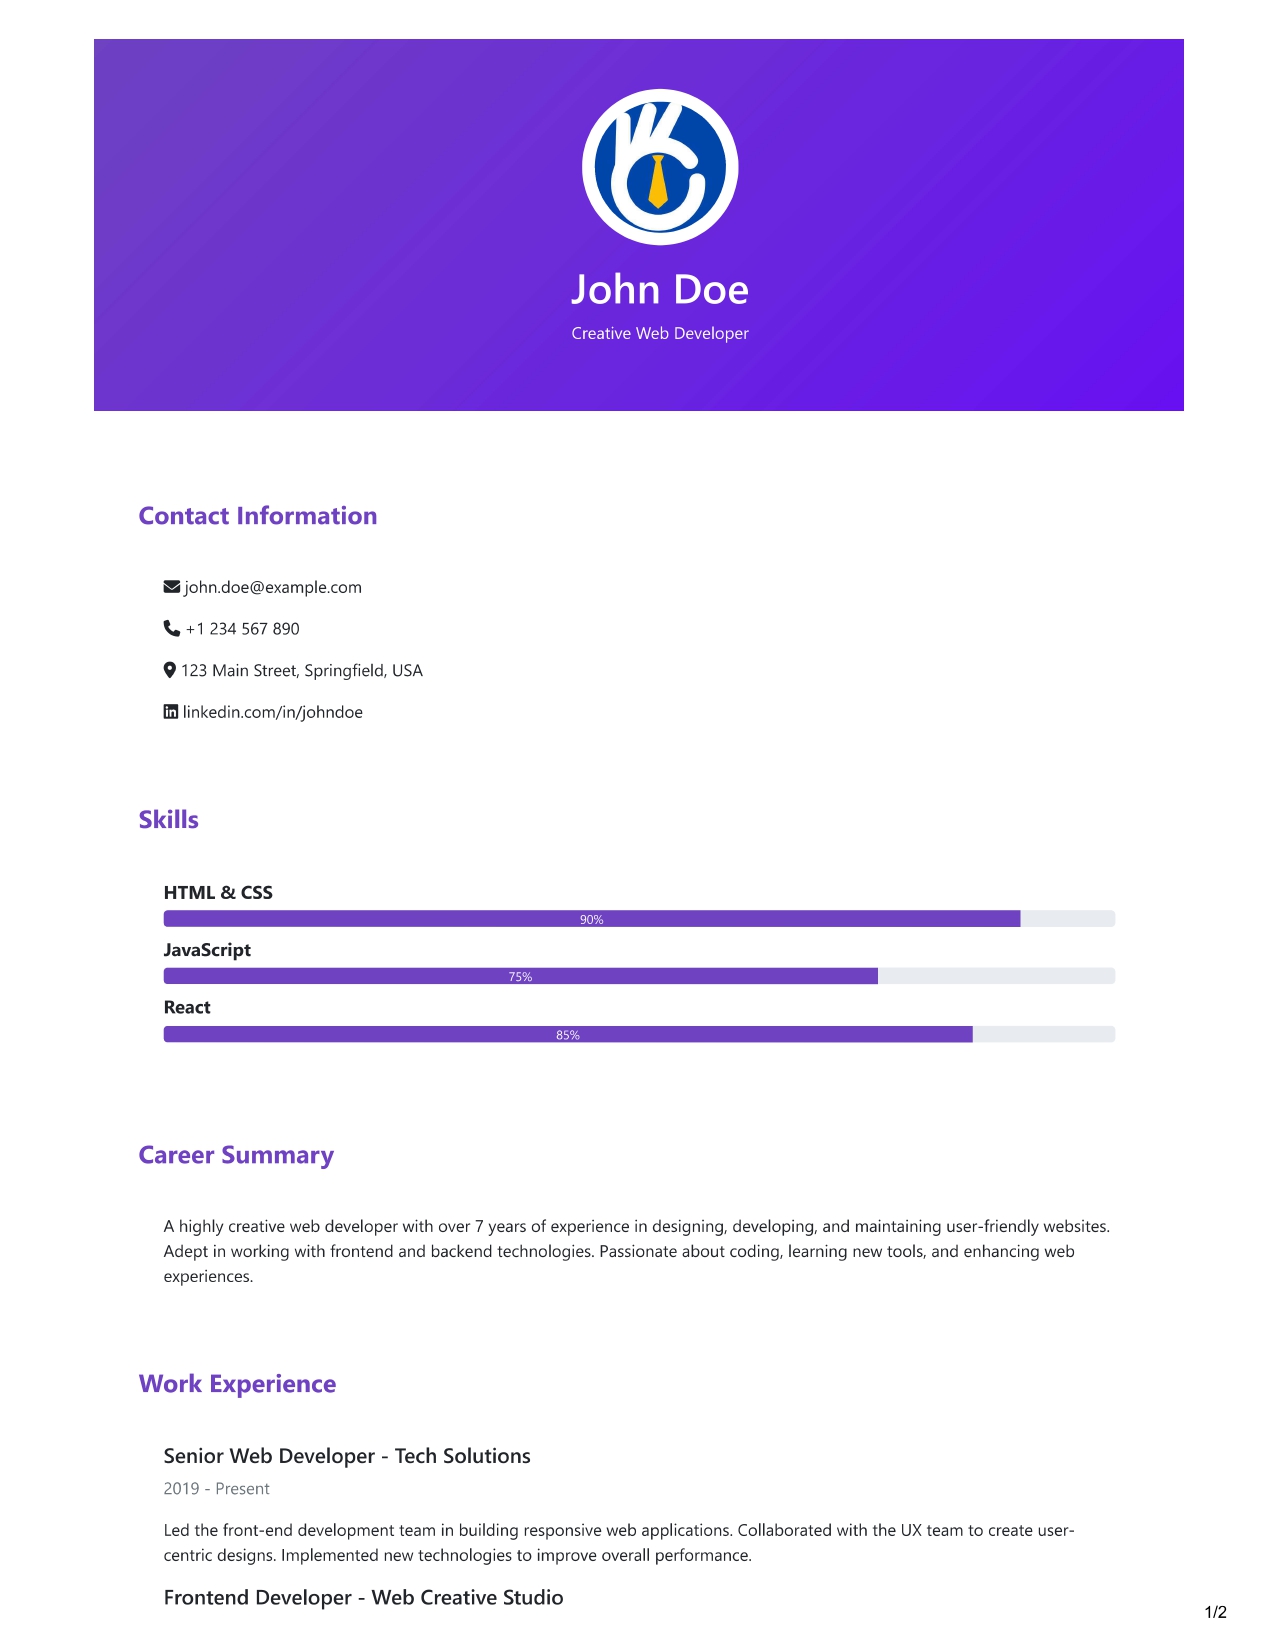 John Doe
Creative Web Developer
Contact Information
john.doe@example.com
+1 234 567 890
123 Main Street, Springfield, USA
linkedin.com/in/johndoe
Skills
HTML & CSS
90%
JavaScript
75%
React
85%
Career Summary
A highly creative web developer with over 7 years of experience in designing, developing, and maintaining user-friendly websites.
Adept in working with frontend and backend technologies. Passionate about coding, learning new tools, and enhancing web
experiences.
Work Experience
Senior Web Developer - Tech Solutions
2019 - Present
Led the front-end development team in building responsive web applications. Collaborated with the UX team to create user-
centric designs. Implemented new technologies to improve overall performance.
Frontend Developer - Web Creative Studio
1/2